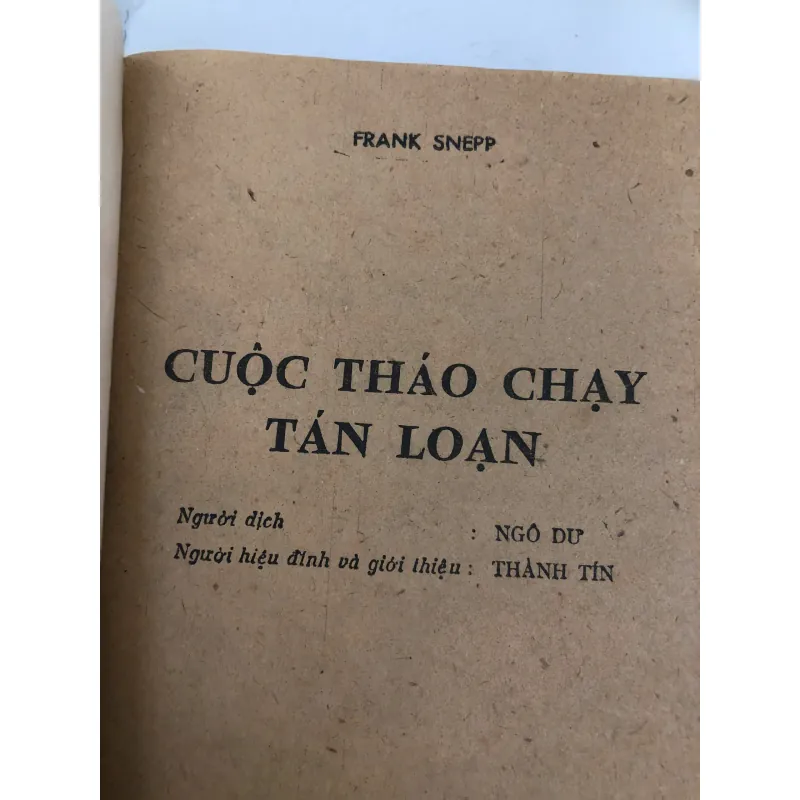 FRANK SNEPP
CUỘC THÁO CHẠY
TÁN LOẠN
Người dịch : NGÔ DƯ
Người hiệu đính và giới thiệu : THÀNH TÍN